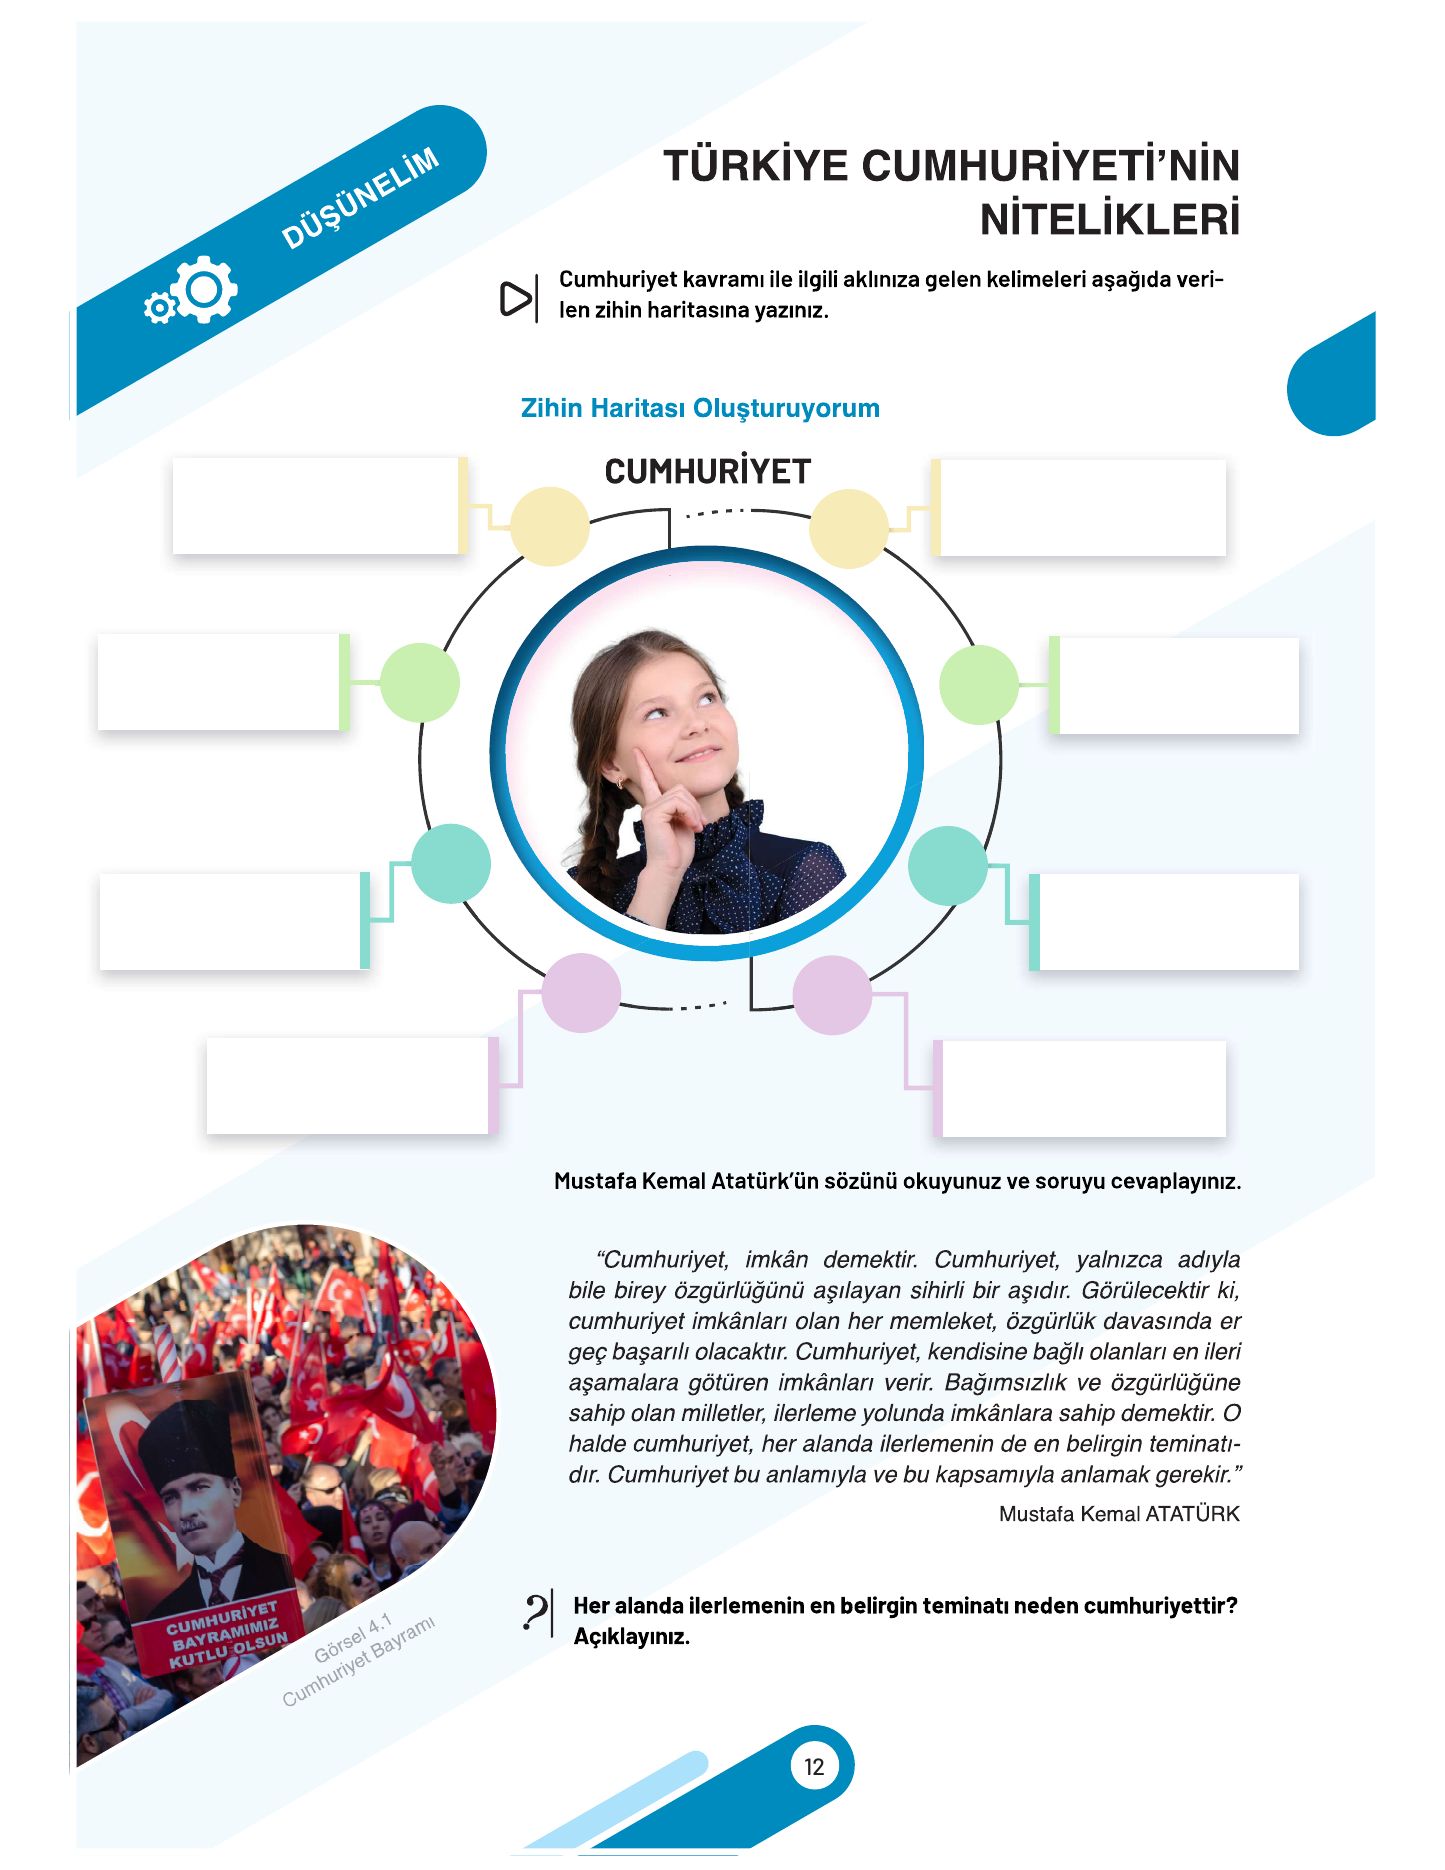 DÜŞÜNELİM
TÜRKİYE CUMHURİYETİ’NİN
NİTELİKLERİ
Cumhuriyet kavramı ile ilgili aklınıza gelen kelimeleri aşağıda veri-
len zihin haritasına yazınız.
Zihin Haritası Oluşturuyorum
CUMHURİYET
Mustafa Kemal Atatürk’ün sözünü okuyunuz ve soruyu cevaplayınız.
“Cumhuriyet, imkân demektir. Cumhuriyet, yalnızca adıyla
bile birey özgürlüğünü aşılayan sihirli bir aşıdır. Görülecektir ki,
cumhuriyet imkânları olan her memleket, özgürlük davasında er
geç başarılı olacaktır. Cumhuriyet, kendisine bağlı olanları en ileri
aşamalara götüren imkânları verir. Bağımsızlık ve özgürlüğüne
sahip olan milletler, ilerleme yolunda imkânlara sahip demektir. O
halde cumhuriyet, her alanda ilerlemenin de en belirgin teminatı-
dır. Cumhuriyet bu anlamıyla ve bu kapsamıyla anlamak gerekir.”
Mustafa Kemal ATATÜRK
CUMHURİYET
BAYRAMIMIZ
KUTLU OLSUN
Görsel 4.1
Cumhuriyet Bayramı
?
Her alanda ilerlemenin en belirgin teminatı neden cumhuriyettir?
Açıklayınız.
12